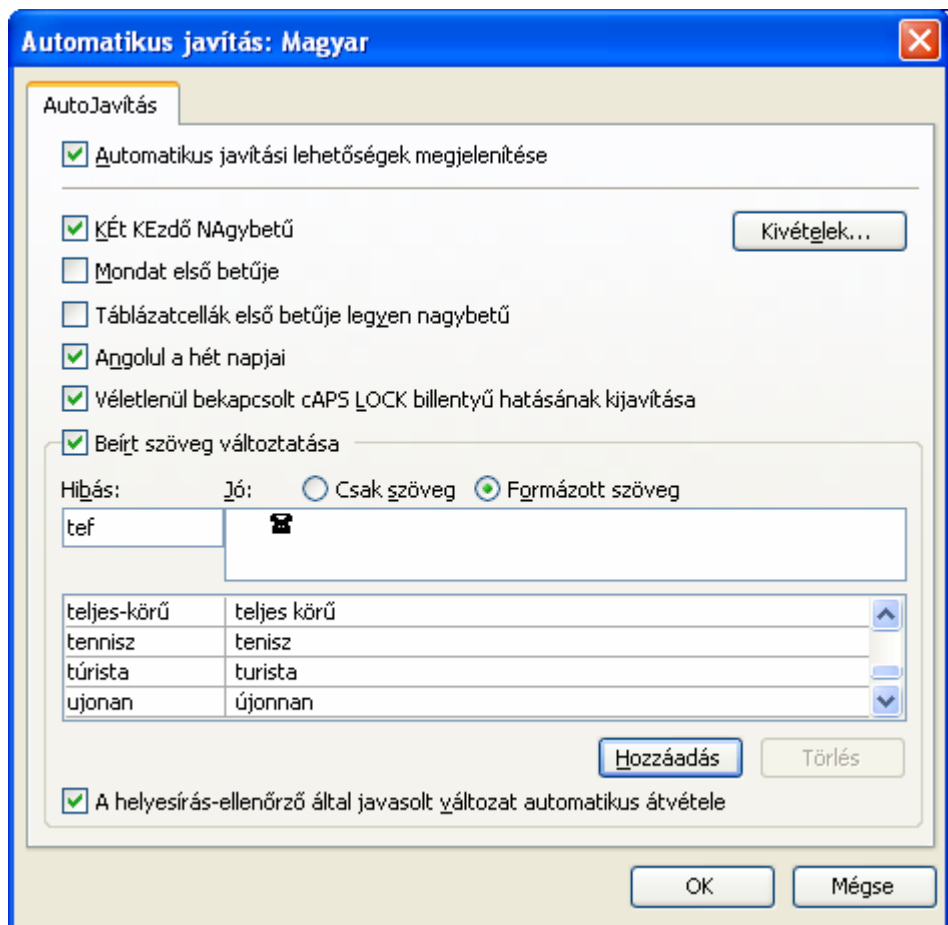 Automatikus javítás: Magyar
AutoJavítás
Automatikus javítási lehetőségek megjelenítése
KÉt KEzdő NAgybetű
Kivételek...
Mondat első betűje
Táblázatcellák első betűje legyen nagybetű
Angolul a hét napjai
Véletlenül bekapcsolt cAPS LOCK billentyű hatásának kijavítása
Beírt szöveg változtatása
Hibás: Jó: Csak szöveg Formázott szöveg
tef ☎
teljes-körű teljes körű
tennisz tenisz
túrista turista
ujonan újonnan
Hozzáadás Törlés
A helyesírás-ellenőrző által javasolt változat automatikus átvétele
OK Mégse